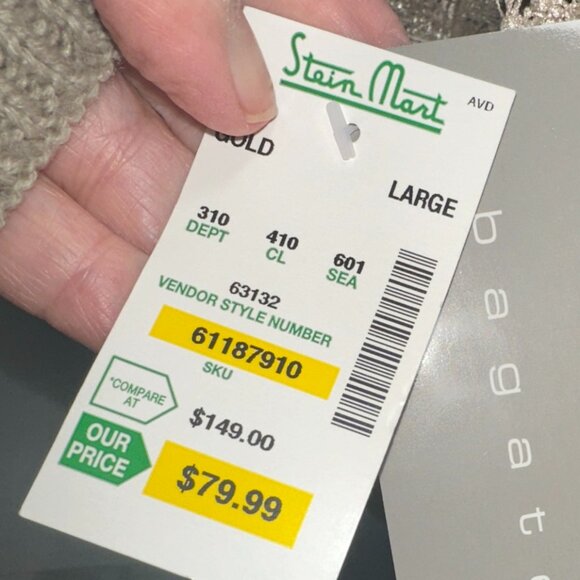 Stein Mart
AVD
GOLD
LARGE
310
DEPT
410
CL
601
SEA
63132
VENDOR STYLE NUMBER
61187910
SKU
*COMPARE
AT
$149.00
OUR
PRICE
$79.99
bagat